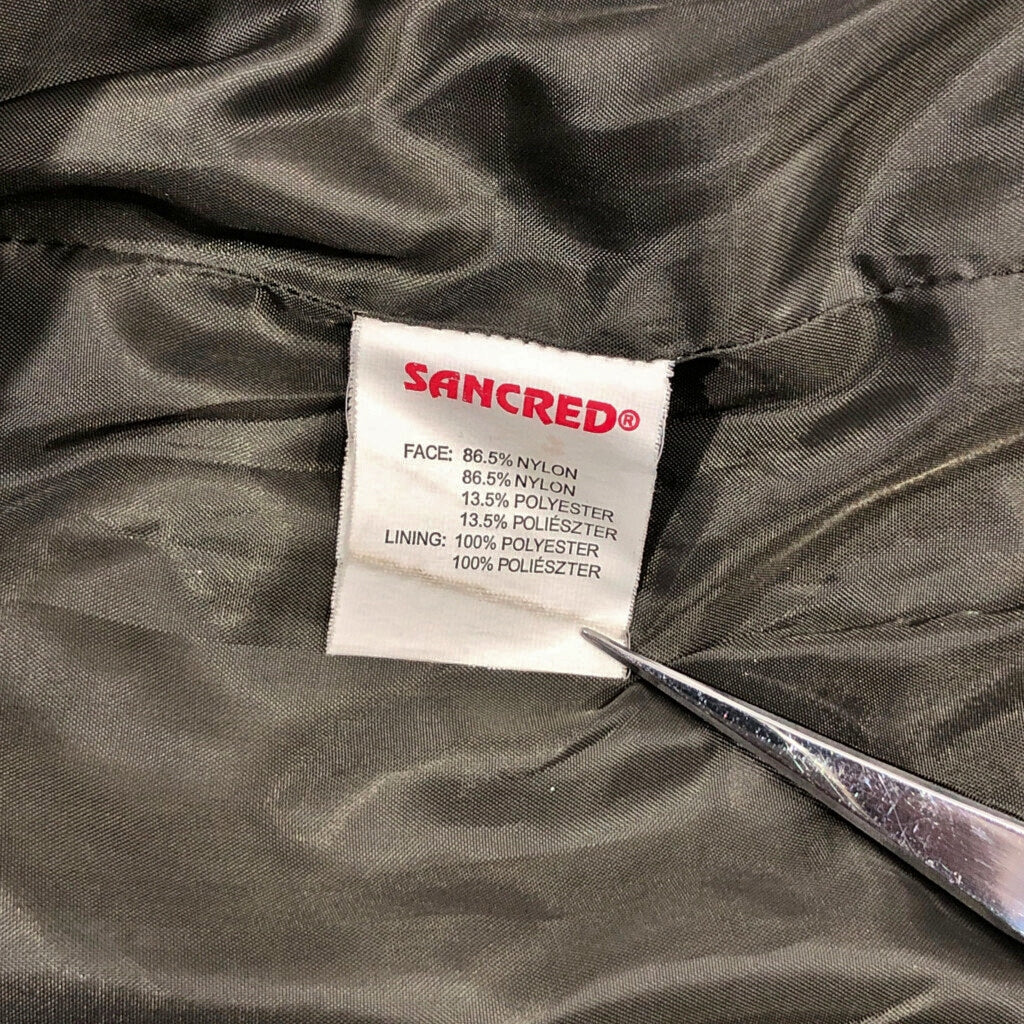 SANCRED®
FACE: 86.5% NYLON
86.5% NYLON
13.5% POLYESTER
13.5% POLIÉSZTER
LINING: 100% POLYESTER
100% POLIÉSZTER